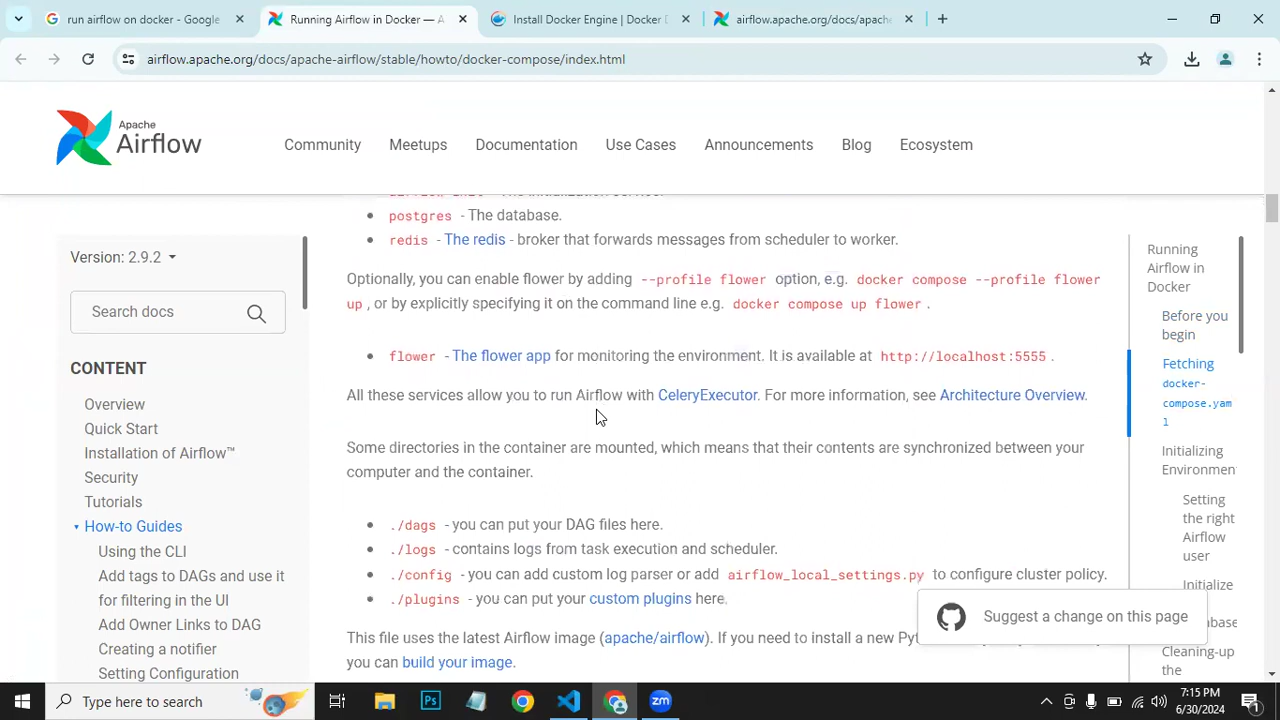 run airflow on docker - Google
Running Airflow in Docker — A
Install Docker Engine | Docker D
airflow.apache.org/docs/apache
airflow.apache.org/docs/apache-airflow/stable/howto/docker-compose/index.html
Apache
Airflow
Community
Meetups
Documentation
Use Cases
Announcements
Blog
Ecosystem
Version: 2.9.2
Search docs
CONTENT
Overview
Quick Start
Installation of Airflow™
Security
Tutorials
How-to Guides
Using the CLI
Add tags to DAGs and use it
for filtering in the UI
Add Owner Links to DAG
Creating a notifier
Setting Configuration
postgres - The database.
redis - The redis - broker that forwards messages from scheduler to worker.
Optionally, you can enable flower by adding --profile flower option, e.g. docker compose --profile flower
up , or by explicitly specifying it on the command line e.g. docker compose up flower .
flower - The flower app for monitoring the environment. It is available at http://localhost:5555 .
All these services allow you to run Airflow with CeleryExecutor. For more information, see Architecture Overview.
Some directories in the container are mounted, which means that their contents are synchronized between your
computer and the container.
./dags - you can put your DAG files here.
./logs - contains logs from task execution and scheduler.
./config - you can add custom log parser or add airflow_local_settings.py to configure cluster policy.
./plugins - you can put your custom plugins here.
This file uses the latest Airflow image (apache/airflow). If you need to install a new Pyt
you can build your image.
Running
Airflow in
Docker
Before you
begin
Fetching
docker-
compose.yam
l
Initializing
Environmen
Setting
the right
Airflow
user
Initialize
Cleaning-up
the
Suggest a change on this page
Type here to search
Ps
zm
7:15 PM
6/30/2024
1